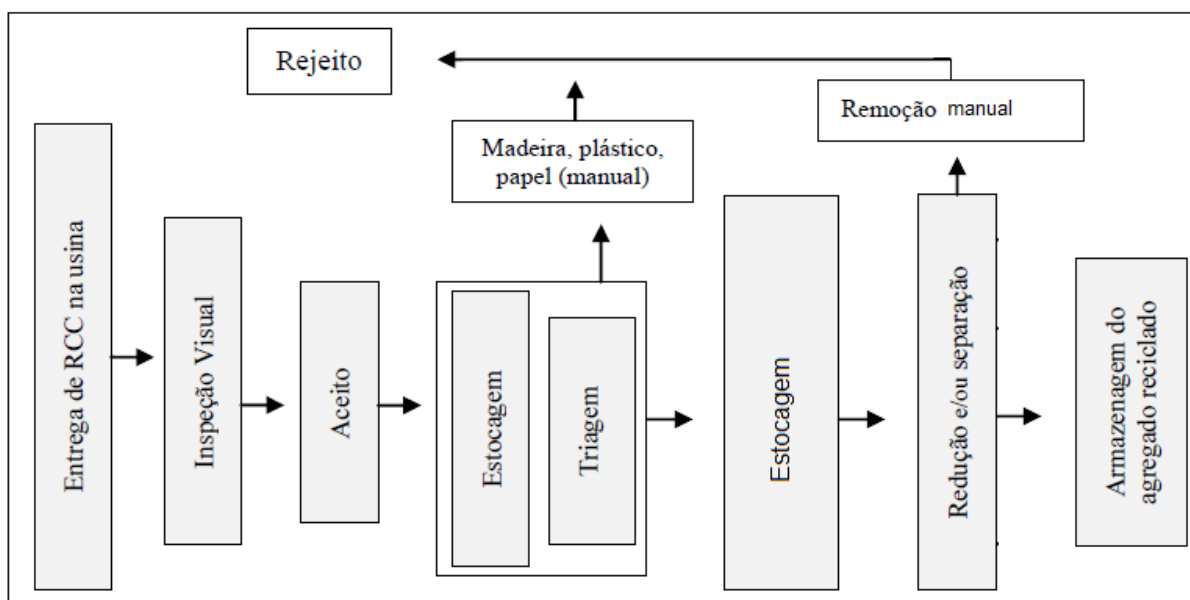 Rejeito
Remoção manual
Madeira, plástico,
papel (manual)
Entrega de RCC na usina
Inspeção Visual
Aceito
Estocagem
Triagem
Estocagem
Redução e/ou separação
Armazenagem do
agregado reciclado